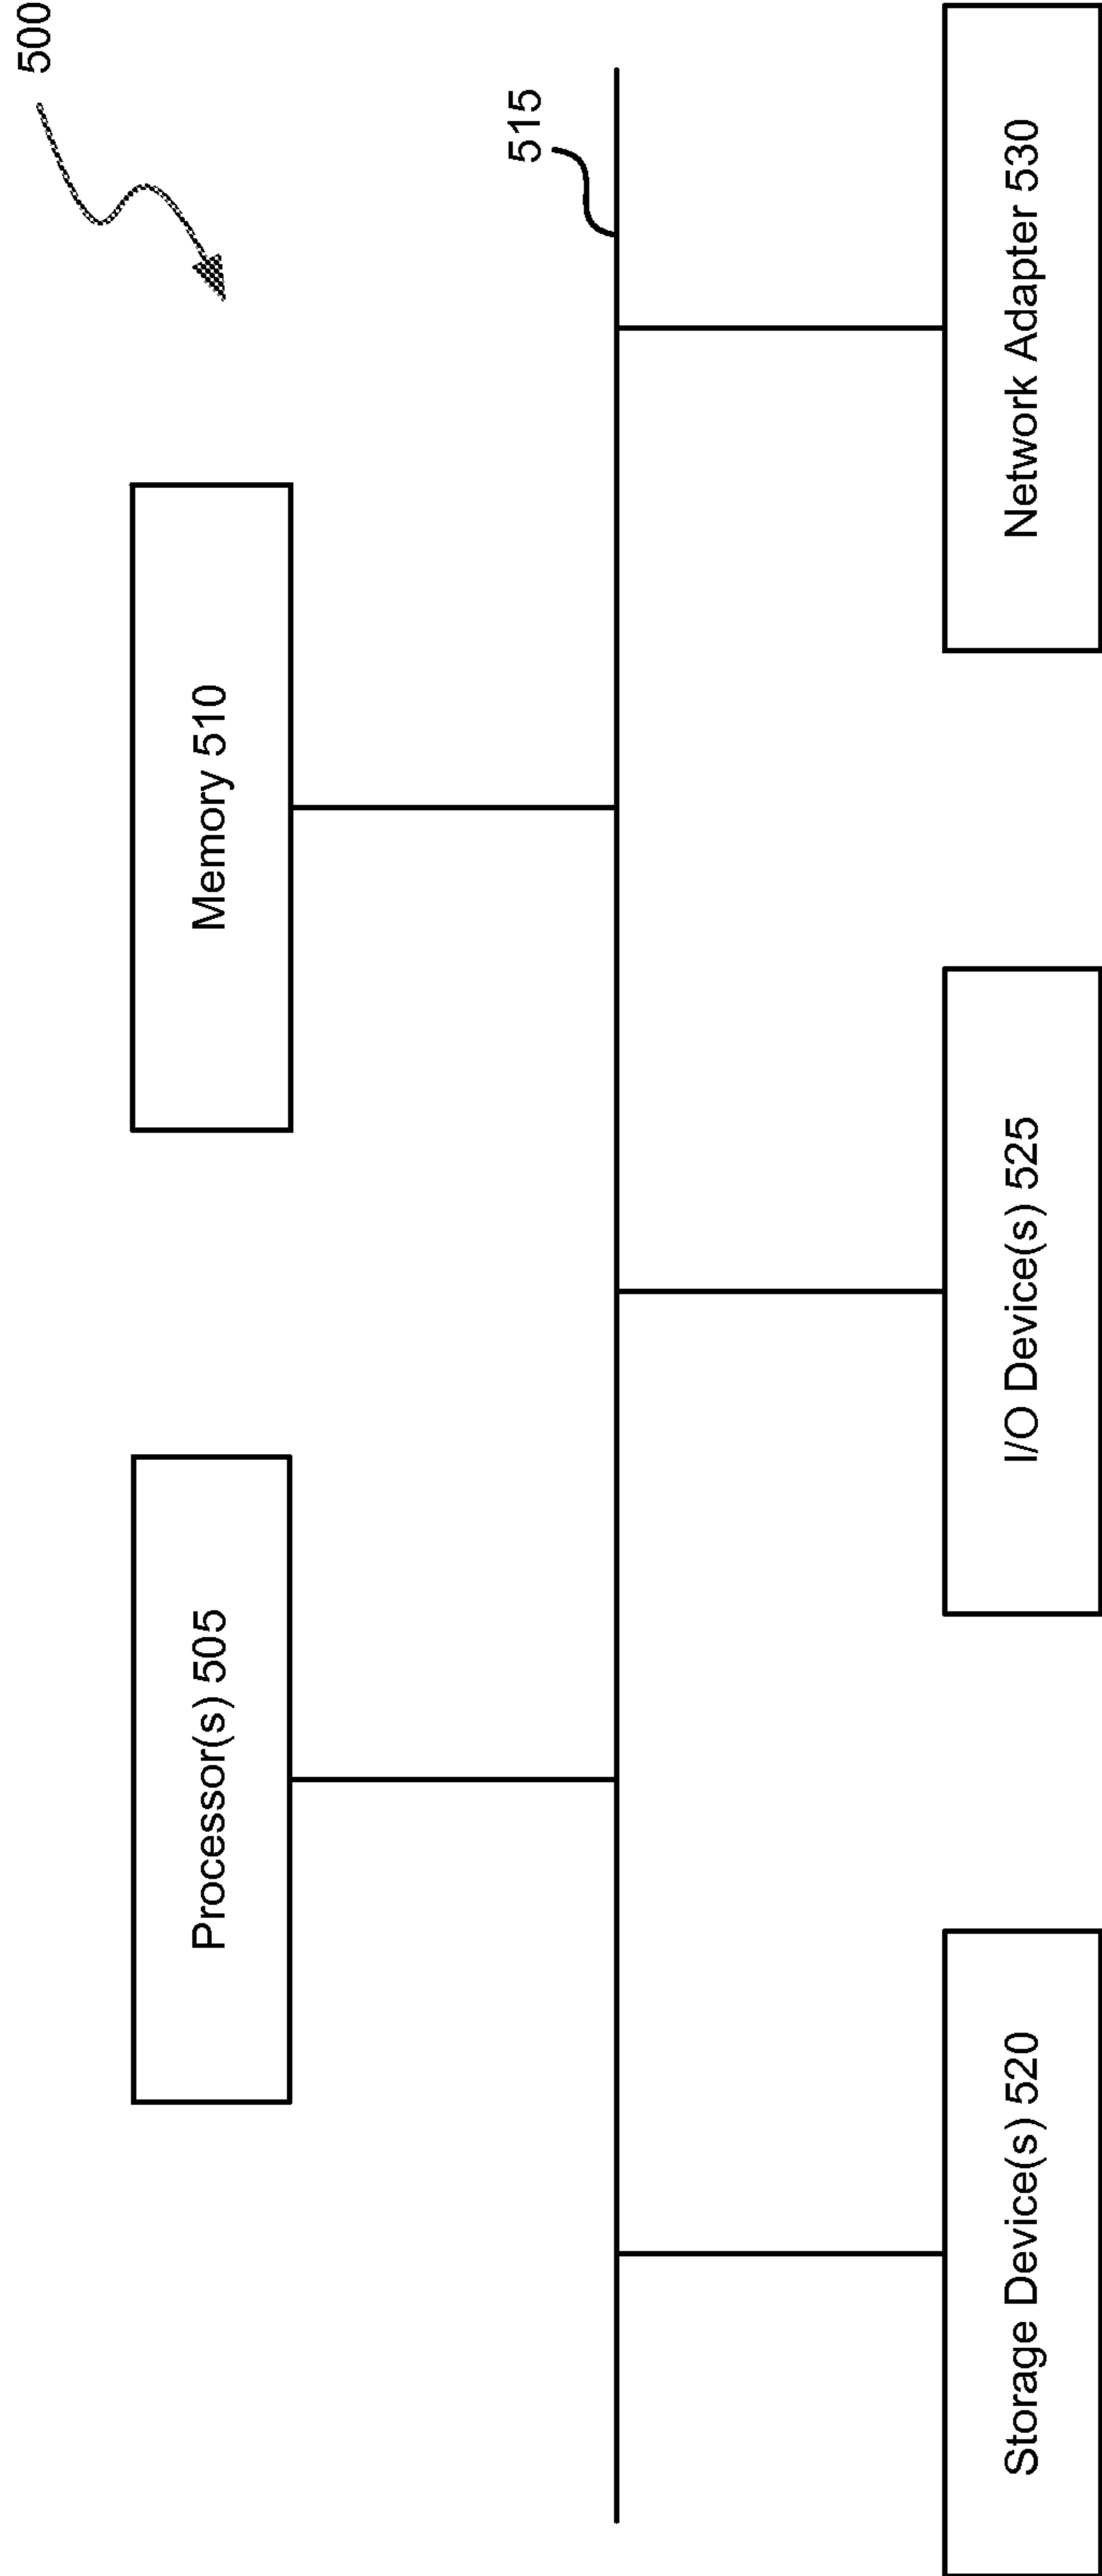 500
Processor(s) 505
Memory 510
515
Storage Device(s) 520
I/O Device(s) 525
Network Adapter 530